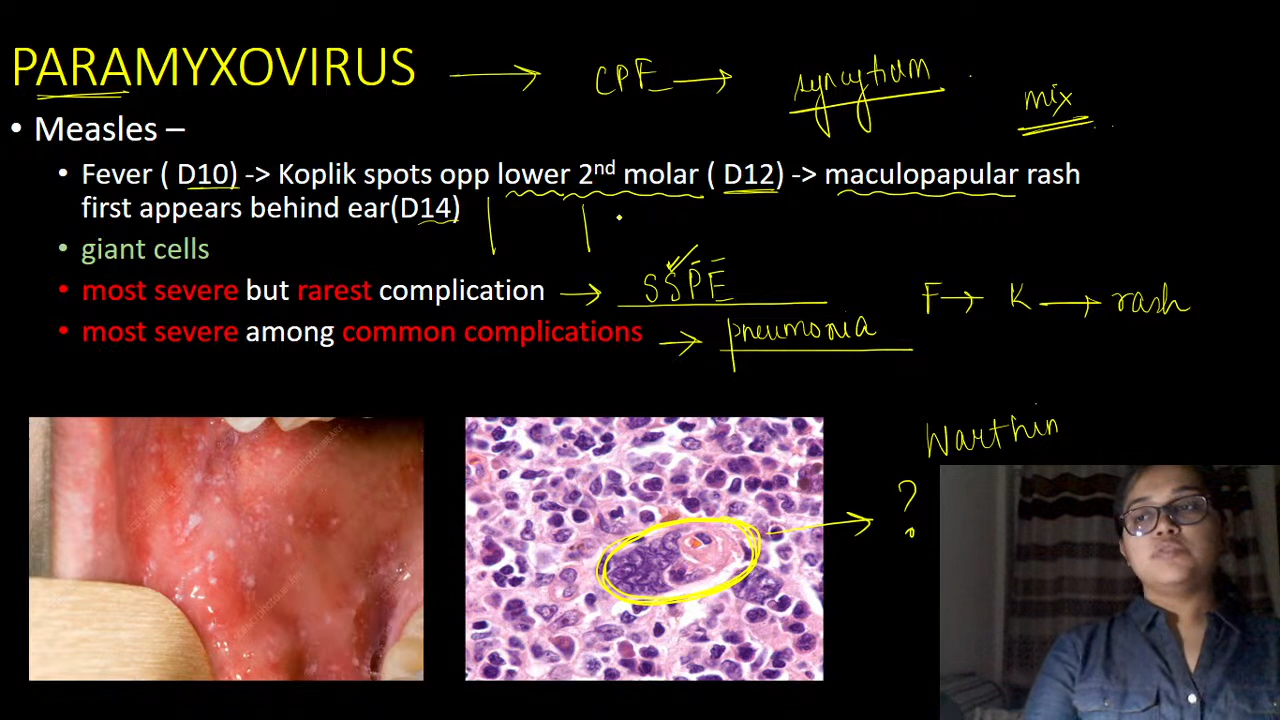 PARAMYXOVIRUS → CPE → syncytium
mix
• Measles –
• Fever ( D10) -> Koplik spots opp lower 2nd molar ( D12) -> maculopapular rash
first appears behind ear(D14)
• giant cells
• most severe but rarest complication → SSPE
F → K → rash
• most severe among common complications → pneumonia
Warthin
?